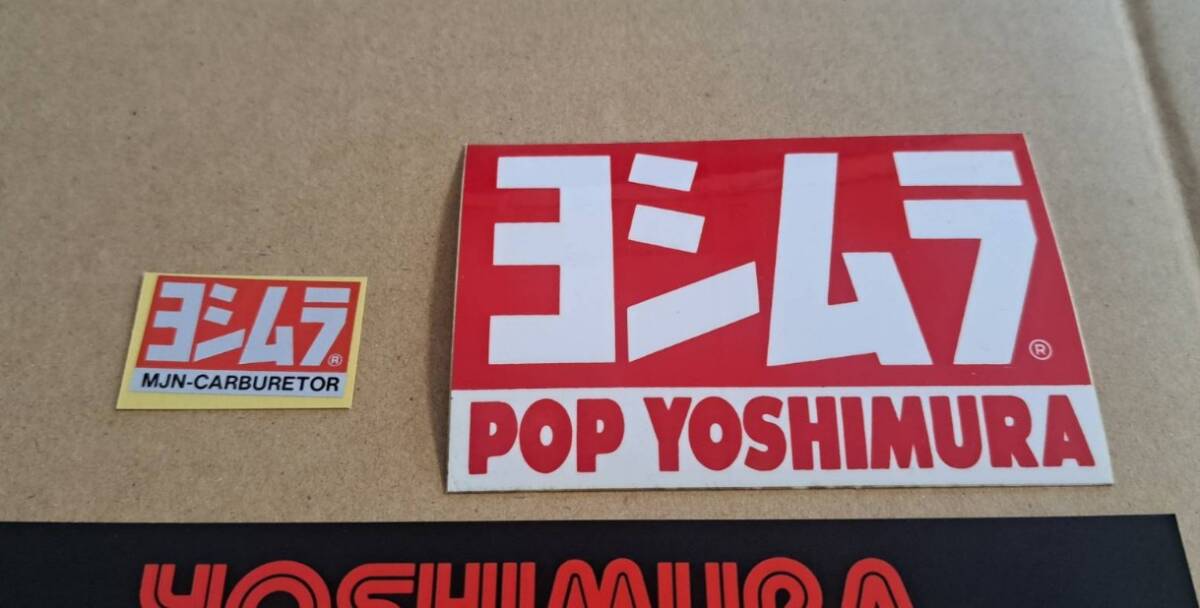 ヨシムラ®
MJN-CARBURETOR
ヨシムラ®
POP YOSHIMURA
YOSHIMURA